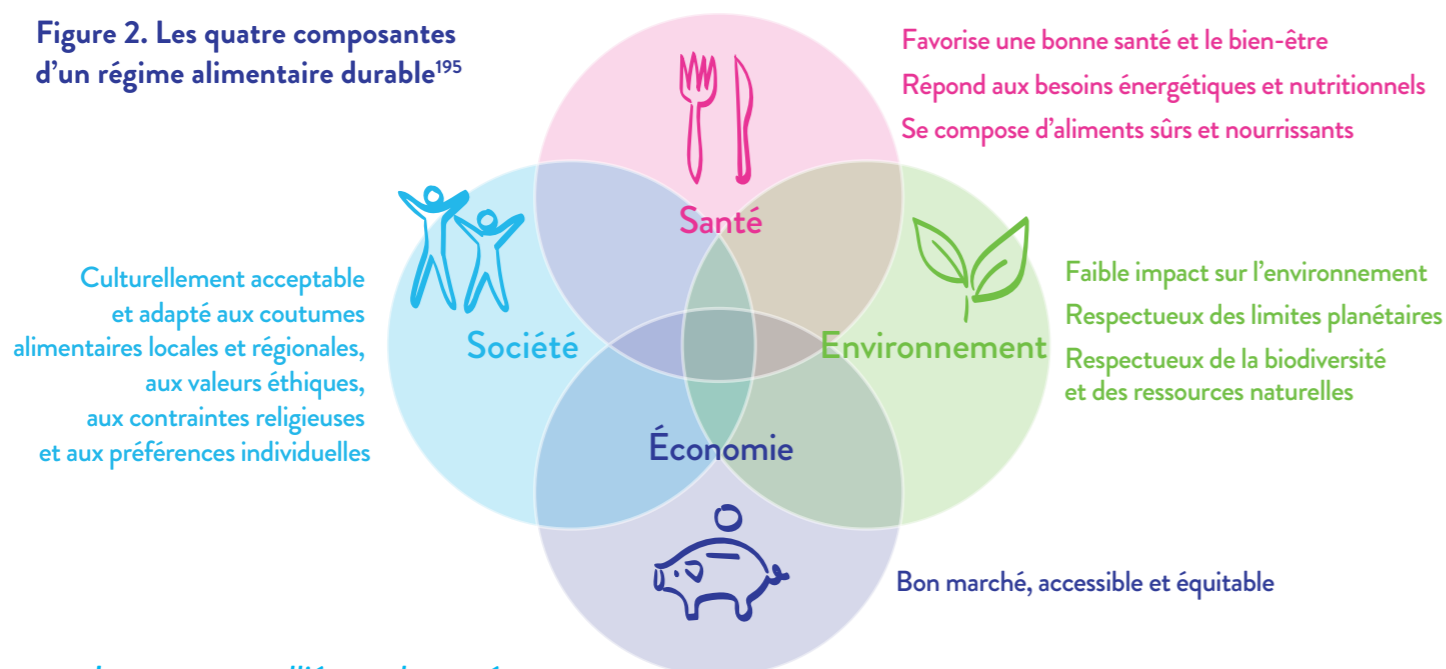 Figure 2. Les quatre composantes
d’un régime alimentaire durable195
Favorise une bonne santé et le bien-être
Répond aux besoins énergétiques et nutritionnels
Se compose d’aliments sûrs et nourrissants
Santé
Culturellement acceptable
et adapté aux coutumes
alimentaires locales et régionales,
aux valeurs éthiques,
aux contraintes religieuses
et aux préférences individuelles
Société
Environnement
Faible impact sur l’environnement
Respectueux des limites planétaires
Respectueux de la biodiversité
et des ressources naturelles
Économie
Bon marché, accessible et équitable